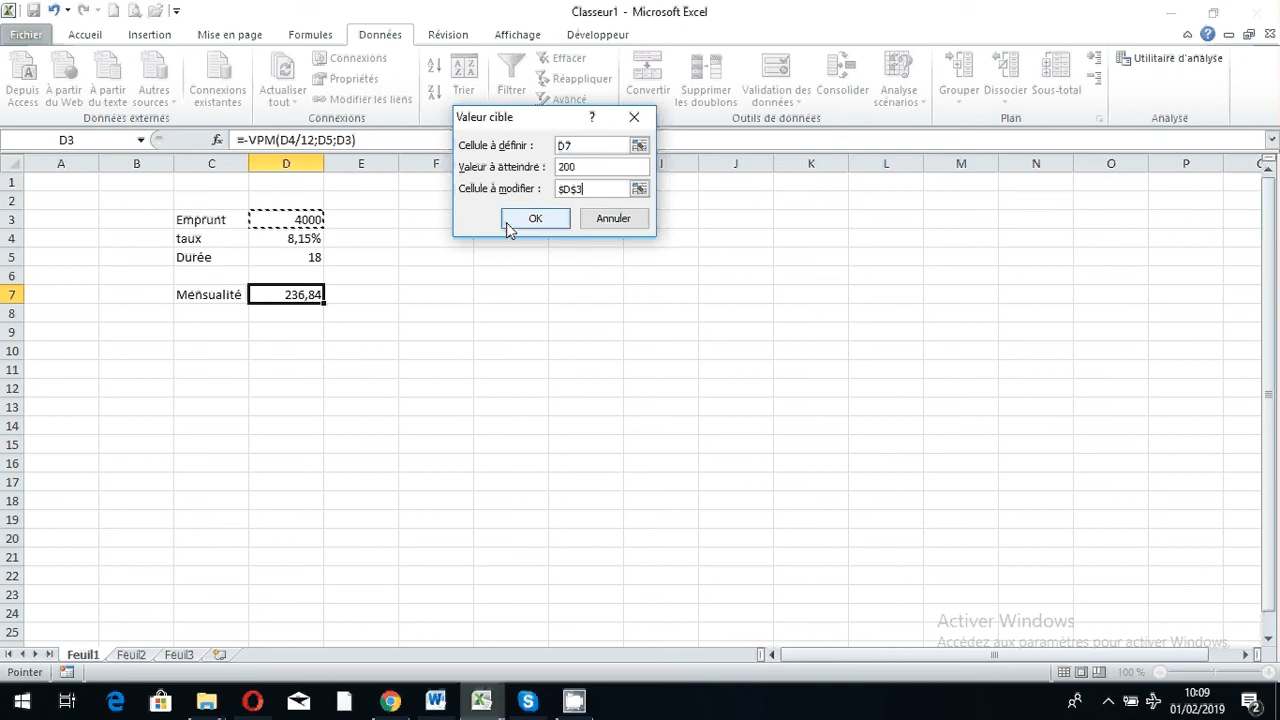 Classeur1 - Microsoft Excel
Fichier Accueil Insertion Mise en page Formules Données Révision Affichage Développeur
Depuis Access
À partir du Web
À partir du texte
Autres sources
Connexions existantes
Données externes
Actualiser tout
Connexions
Propriétés
Modifier les liens
Connexions
Trier
Filtrer
Effacer
Réappliquer
Avancé
Convertir
Supprimer les doublons
Validation des données
Consolider
Analyse scénarios
Outils de données
Grouper
Dissocier
Sous-total
Plan
Utilitaire d'analyse
Analyse
D3 fx =-VPM(D4/12;D5;D3)
Valeur cible ?
Cellule à définir : D7
Valeur à atteindre : 200
Cellule à modifier : $D$3
OK Annuler
A B C D E F J K L M N O P
1
2
3 Emprunt 4000
4 taux 8,15%
5 Durée 18
6
7 Mensualité 236,84
8
9
10
11
12
13
14
15
16
17
18
19
20
21
22
23
24
25
Activer Windows
Accédez aux paramètres pour activer Windows.
Feuil1 Feuil2 Feuil3
Pointer 100 %
10:09
01/02/2019